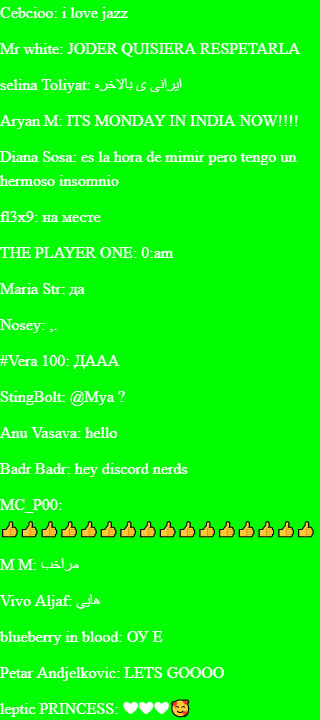 Cebcioo: i love jazz
Mr white: JODER QUISIERA RESPETARLA
selina Toliyat: ایرانی ی بالاخره
Aryan M: ITS MONDAY IN INDIA NOW!!!!
Diana Sosa: es la hora de mimir pero tengo un
hermoso insomnio
fl3x9: на месте
THE PLAYER ONE: 0:am
Maria Str: да
Nosey: ,.
#Vera 100: ДААА
StingBolt: @Mya ?
Anu Vasava: hello
Badr Badr: hey discord nerds
MC_P00:
👍👍👍👍👍👍👍👍👍👍👍👍👍👍👍👍
M M: مراحب
Vivo Aljaf: هايي
blueberry in blood: ОУ Е
Petar Andjelkovic: LETS GOOOO
leptic PRINCESS: 🤍🤍🤍🥰